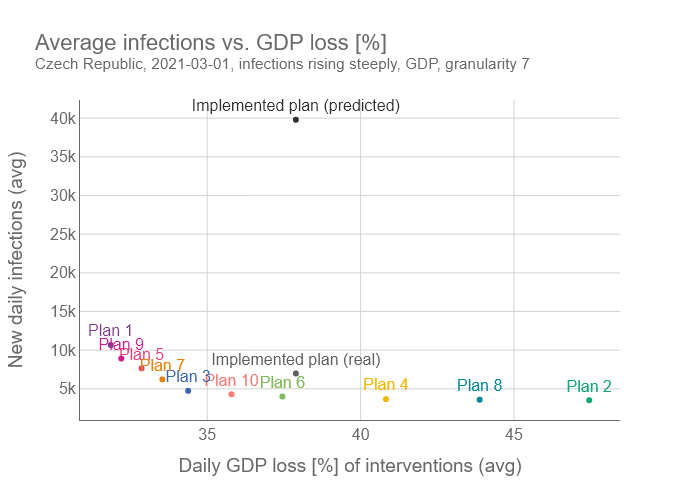 Average infections vs. GDP loss [%]
Czech Republic, 2021-03-01, infections rising steeply, GDP, granularity 7
New daily infections (avg)
40k
35k
30k
25k
20k
15k
10k
5k
Implemented plan (predicted)
Plan 1
Plan 9
Plan 5
Plan 7
Plan 3
Plan 10
Implemented plan (real)
Plan 6
Plan 4
Plan 8
Plan 2
35
40
45
Daily GDP loss [%] of interventions (avg)